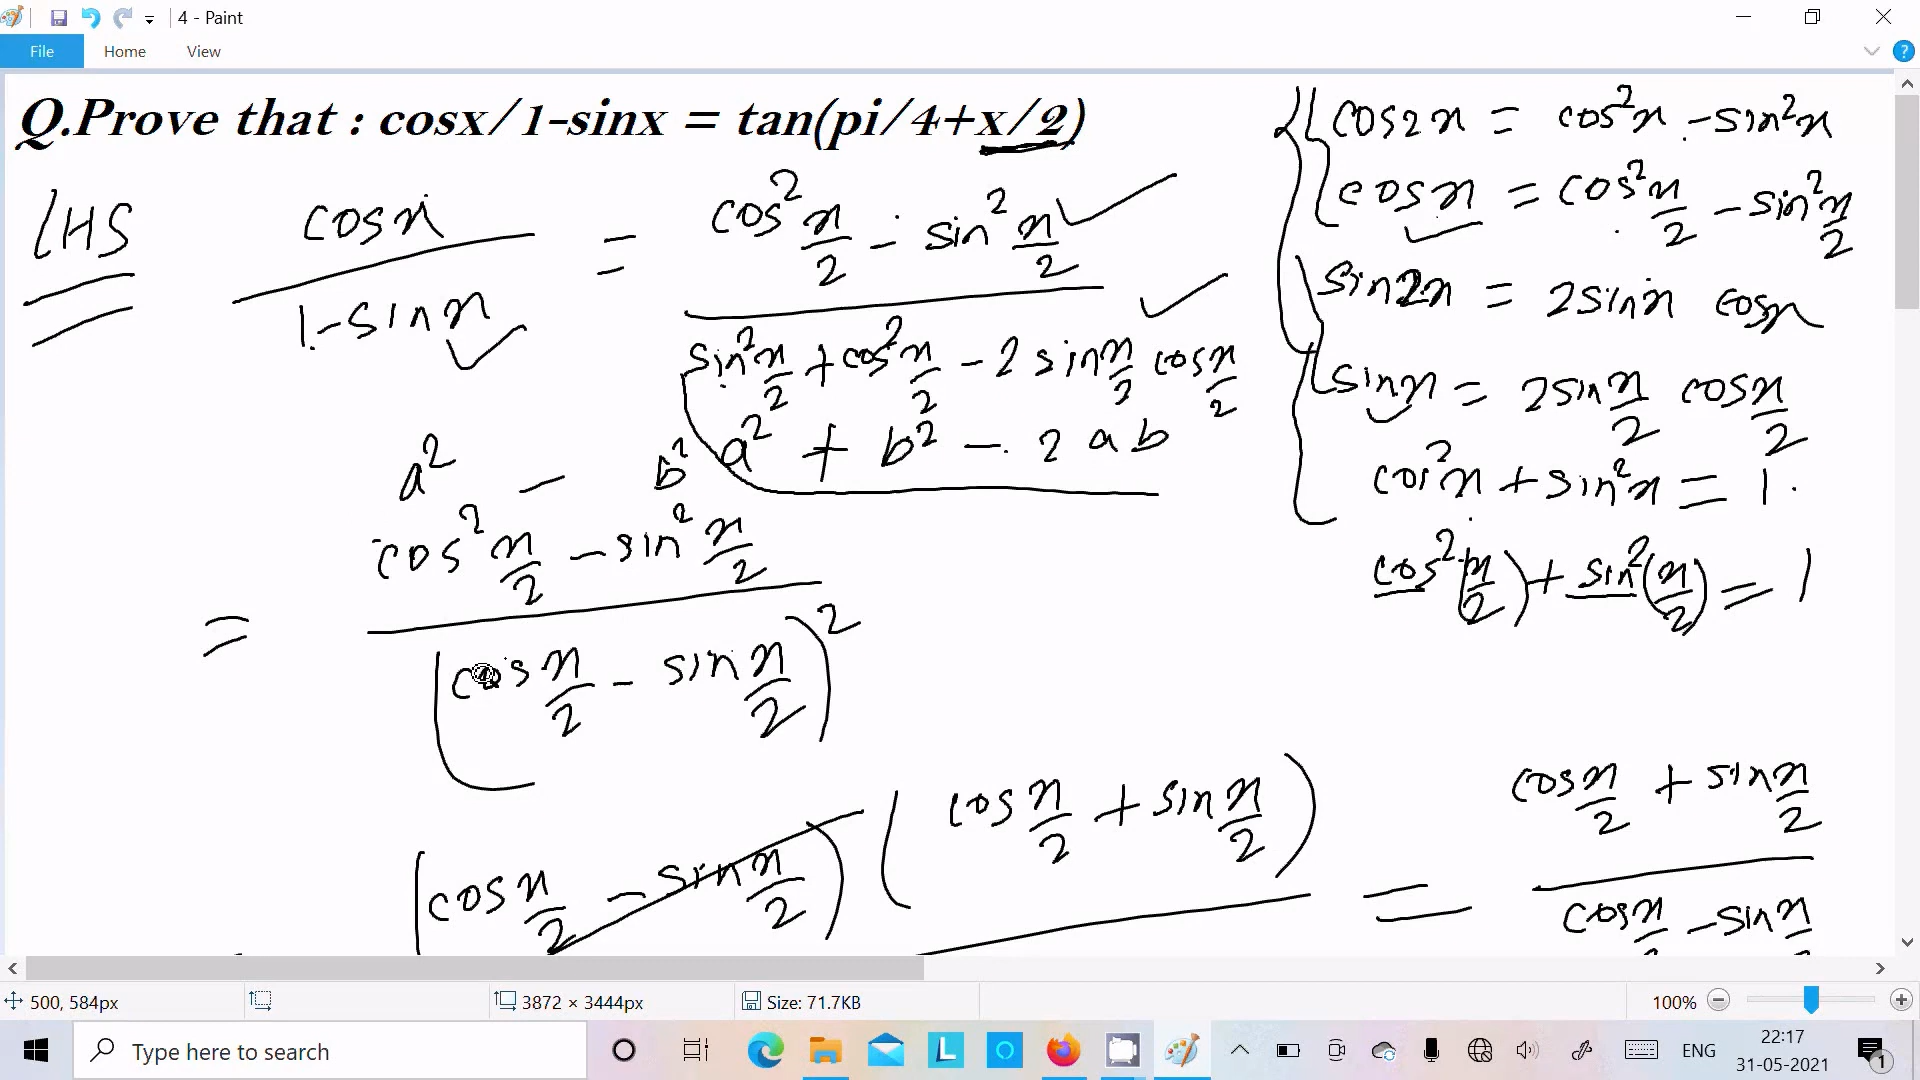 4 - Paint
File Home View
Q.Prove that : cosx/1-sinx = tan(pi/4+x/2)
LHS cosx/1-sinx = cos²x/2 - sin²x/2 / sin²x/2 + cos²x/2 - 2 sinx/2 cosx/2
a² + b² - 2ab
a² - b²
= cos²x/2 - sin²x/2 / (cosx/2 - sinx/2)²
(cosx/2 - sinx/2) (cosx/2 + sinx/2) = cosx/2 + sinx/2 / cosx/2 - sinx/2
cos2x = cos²x - sin²x
cosx = cos²x/2 - sin²x/2
sin2x = 2sinx cosx
sinx = 2sinx/2 cosx/2
cos²x + sin²x = 1.
cos²(x/2) + sin²(x/2) = 1
500, 584px 3872 × 3444px Size: 71.7KB 100%
Type here to search
ENG 22:17
31-05-2021
1